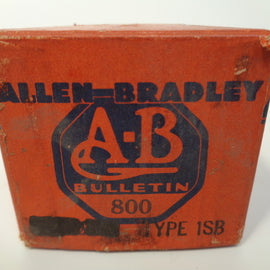 ALLEN-BRADLEY
A-B
BULLETIN
800
TYPE 1SB